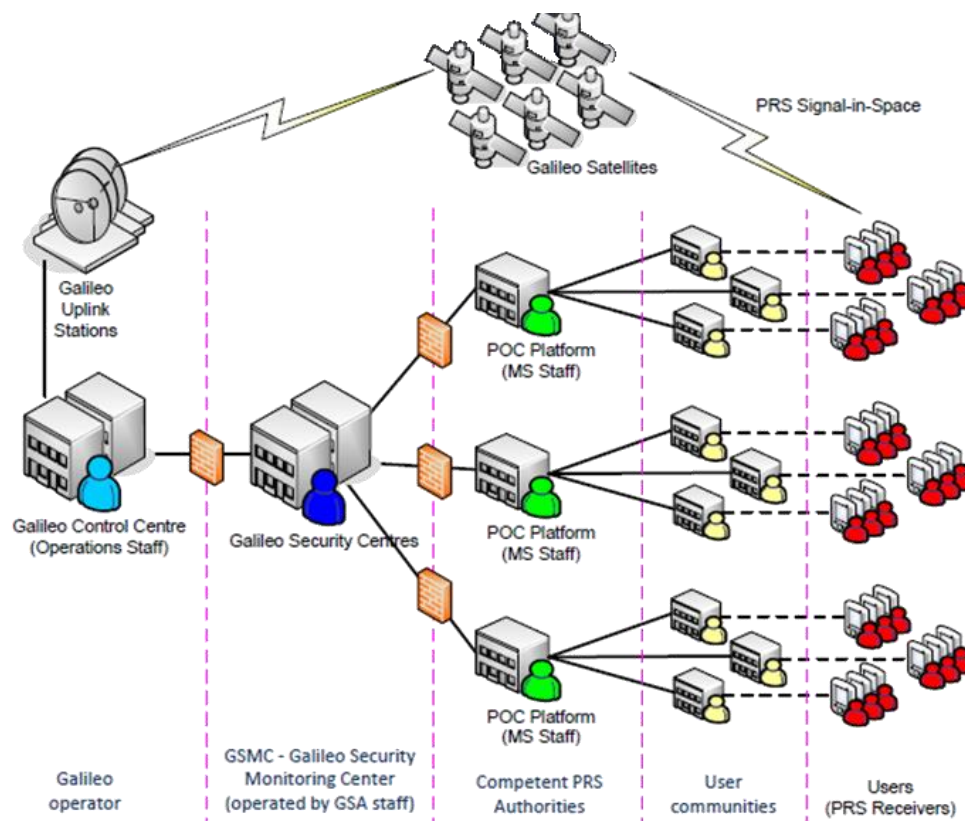 PRS Signal-in-Space
Galileo Satellites
Galileo
Uplink
Stations
POC Platform
(MS Staff)
Galileo Control Centre
(Operations Staff)
Galileo Security Centres
POC Platform
(MS Staff)
POC Platform
(MS Staff)
Galileo
operator
GSMC - Galileo Security
Monitoring Center
(operated by GSA staff)
Competent PRS
Authorities
User
communities
Users
(PRS Receivers)